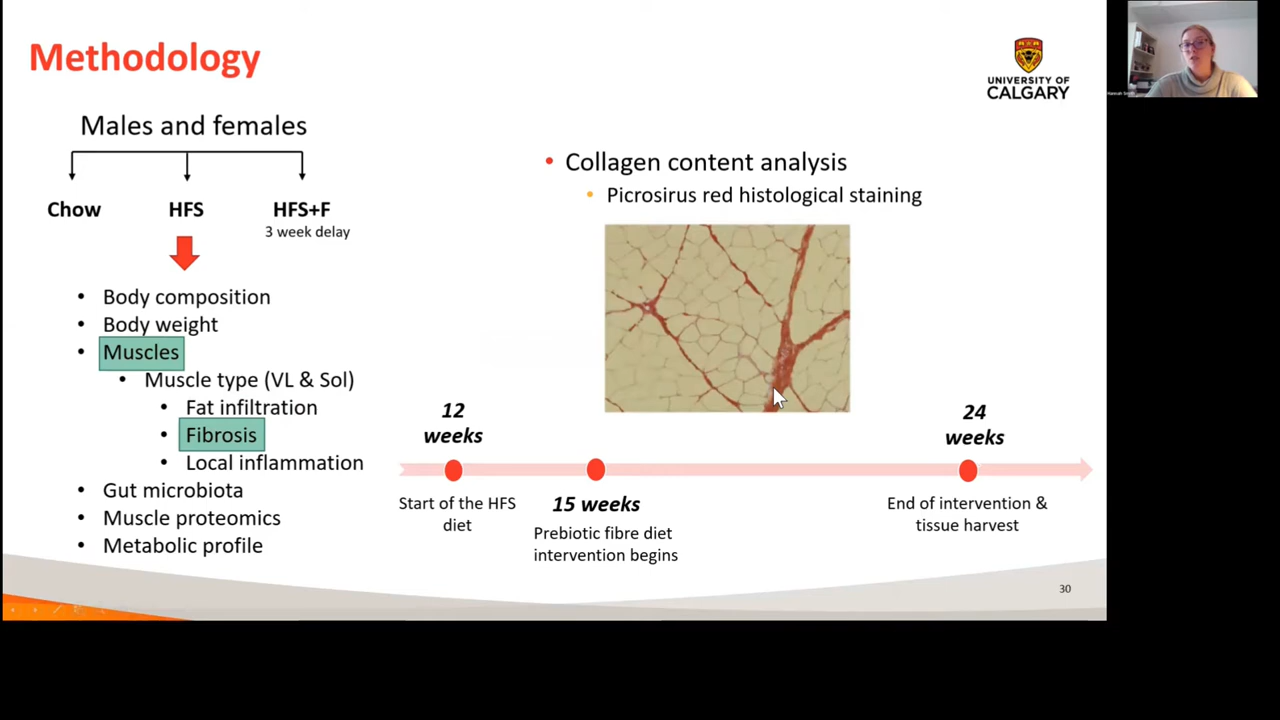 Methodology
UNIVERSITY OF
CALGARY
Males and females
Chow
HFS
HFS+F
3 week delay
• Body composition
• Body weight
• Muscles
• Muscle type (VL & Sol)
• Fat infiltration
• Fibrosis
• Local inflammation
• Gut microbiota
• Muscle proteomics
• Metabolic profile
• Collagen content analysis
• Picrosirus red histological staining
12
weeks
Start of the HFS
diet
15 weeks
Prebiotic fibre diet
intervention begins
24
weeks
End of intervention &
tissue harvest
30